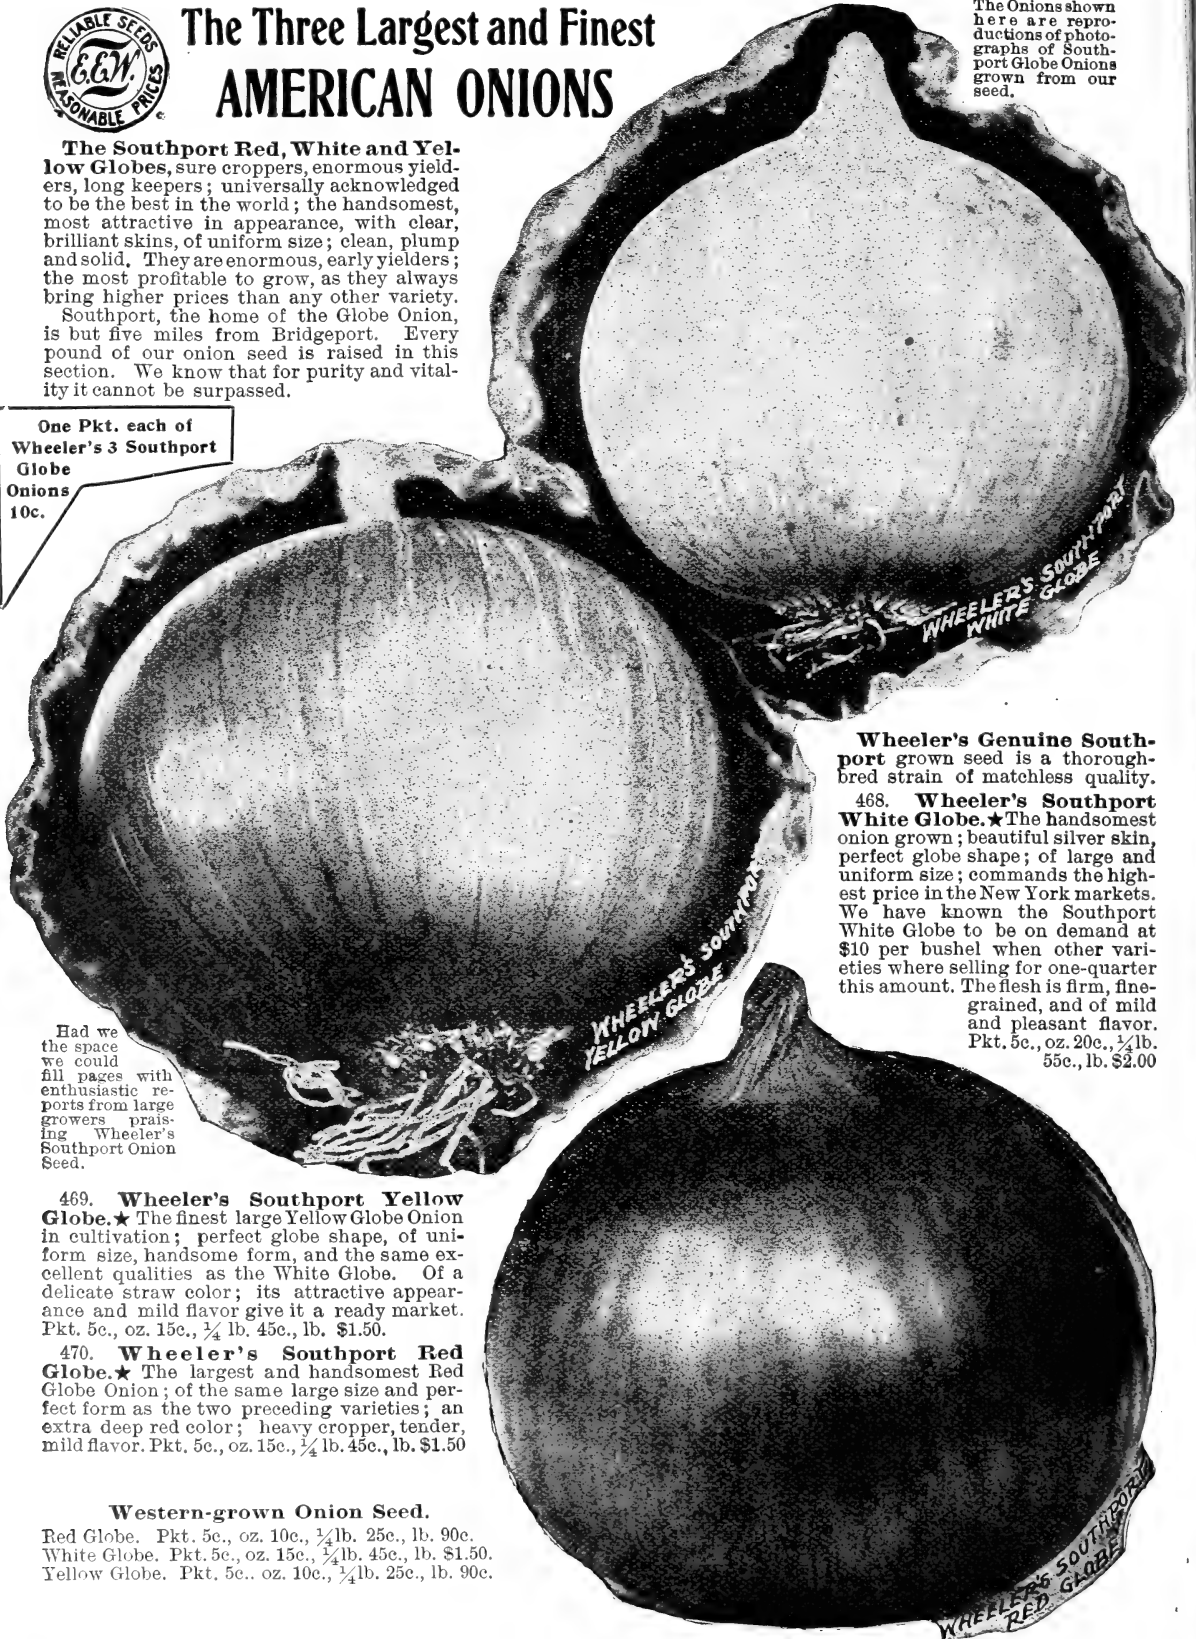 RELIABLE SEEDS
E.E.W.
REASONABLE PRICES
The Three Largest and Finest
AMERICAN ONIONS
The Onions shown
here are repro-
ductions of photo-
graphs of South-
port Globe Onions
grown from our
seed.
The Southport Red, White and Yel-
low Globes, sure croppers, enormous yield-
ers, long keepers; universally acknowledged
to be the best in the world; the handsomest,
most attractive in appearance, with clear,
brilliant skins, of uniform size; clean, plump
and solid. They are enormous, early yielders;
the most profitable to grow, as they always
bring higher prices than any other variety.
Southport, the home of the Globe Onion,
is but five miles from Bridgeport. Every
pound of our onion seed is raised in this
section. We know that for purity and vital-
ity it cannot be surpassed.
One Pkt. each of
Wheeler's 3 Southport
Globe
Onions
10c.
WHEELER'S SOUTHPORT
WHITE GLOBE
WHEELER'S SOUTHPORT
YELLOW GLOBE
Wheeler's Genuine South-
port grown seed is a thorough-
bred strain of matchless quality.
468. Wheeler's Southport
White Globe.★The handsomest
onion grown; beautiful silver skin,
perfect globe shape; of large and
uniform size; commands the high-
est price in the New York markets.
We have known the Southport
White Globe to be on demand at
$10 per bushel when other vari-
eties where selling for one-quarter
this amount. The flesh is firm, fine-
grained, and of mild
and pleasant flavor.
Pkt. 5c., oz. 20c., ¼ lb.
55c., lb. $2.00
Had we
the space
we could
fill pages with
enthusiastic re-
ports from large
growers prais-
ing Wheeler's
Southport Onion
Seed.
469. Wheeler's Southport Yellow
Globe.★ The finest large Yellow Globe Onion
in cultivation; perfect globe shape, of uni-
form size, handsome form, and the same ex-
cellent qualities as the White Globe. Of a
delicate straw color; its attractive appear-
ance and mild flavor give it a ready market.
Pkt. 5c., oz. 15c., ¼ lb. 45c., lb. $1.50.
470. Wheeler's Southport Red
Globe.★ The largest and handsomest Red
Globe Onion; of the same large size and per-
fect form as the two preceding varieties; an
extra deep red color; heavy cropper, tender,
mild flavor. Pkt. 5c., oz. 15c., ¼ lb. 45c., lb. $1.50
Western-grown Onion Seed.
Red Globe. Pkt. 5c., oz. 10c., ¼ lb. 25c., lb. 90c.
White Globe. Pkt. 5c., oz. 15c., ¼ lb. 45c., lb. $1.50.
Yellow Globe. Pkt. 5c.. oz. 10c., ¼ lb. 25c., lb. 90c.
WHEELER'S SOUTHPORT
RED GLOBE